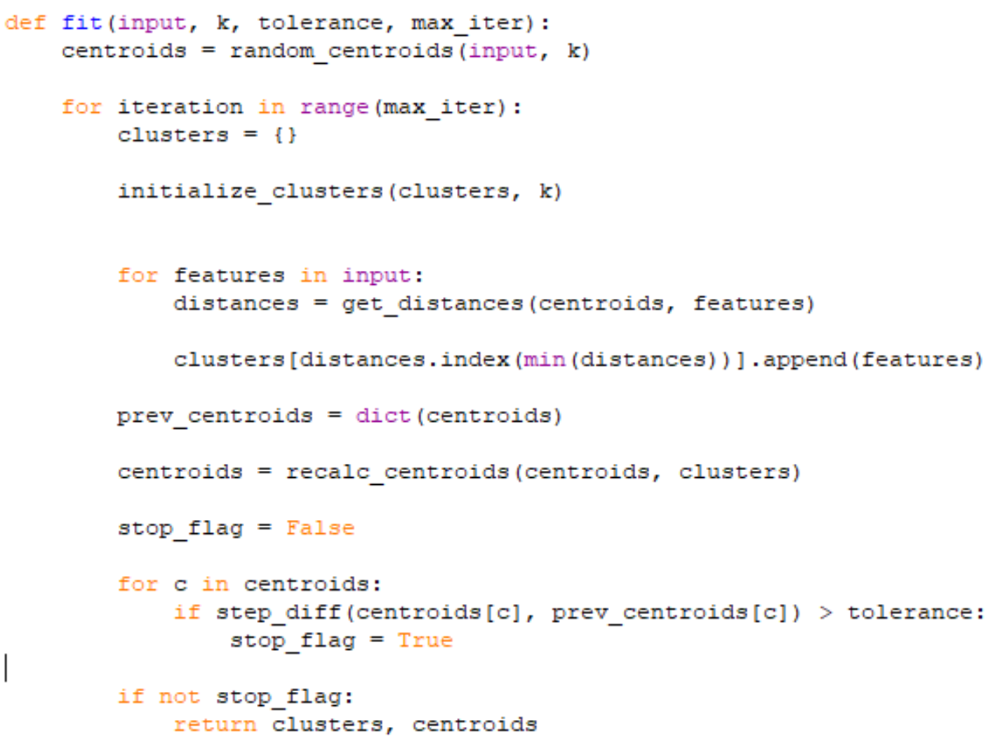 def fit(input, k, tolerance, max_iter):
    centroids = random_centroids(input, k)

    for iteration in range(max_iter):
        clusters = {}

        initialize_clusters(clusters, k)


        for features in input:
            distances = get_distances(centroids, features)

            clusters[distances.index(min(distances))].append(features)

        prev_centroids = dict(centroids)

        centroids = recalc_centroids(centroids, clusters)

        stop_flag = False

        for c in centroids:
            if step_diff(centroids[c], prev_centroids[c]) > tolerance:
                stop_flag = True

        if not stop_flag:
            return clusters, centroids